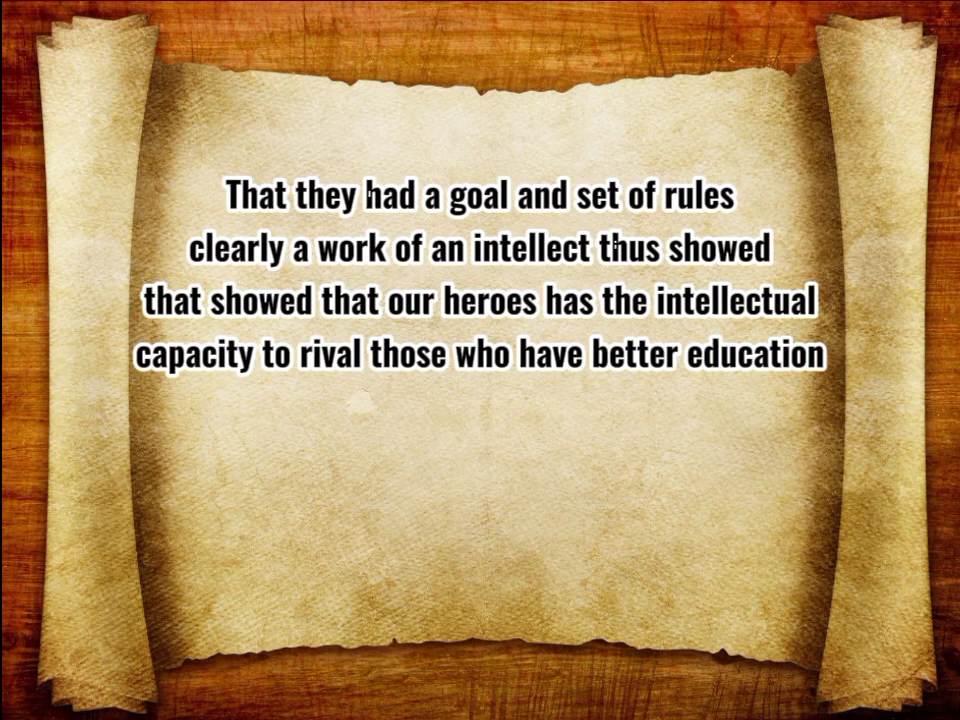 That they had a goal and set of rules
clearly a work of an intellect thus showed
that showed that our heroes has the intellectual
capacity to rival those who have better education